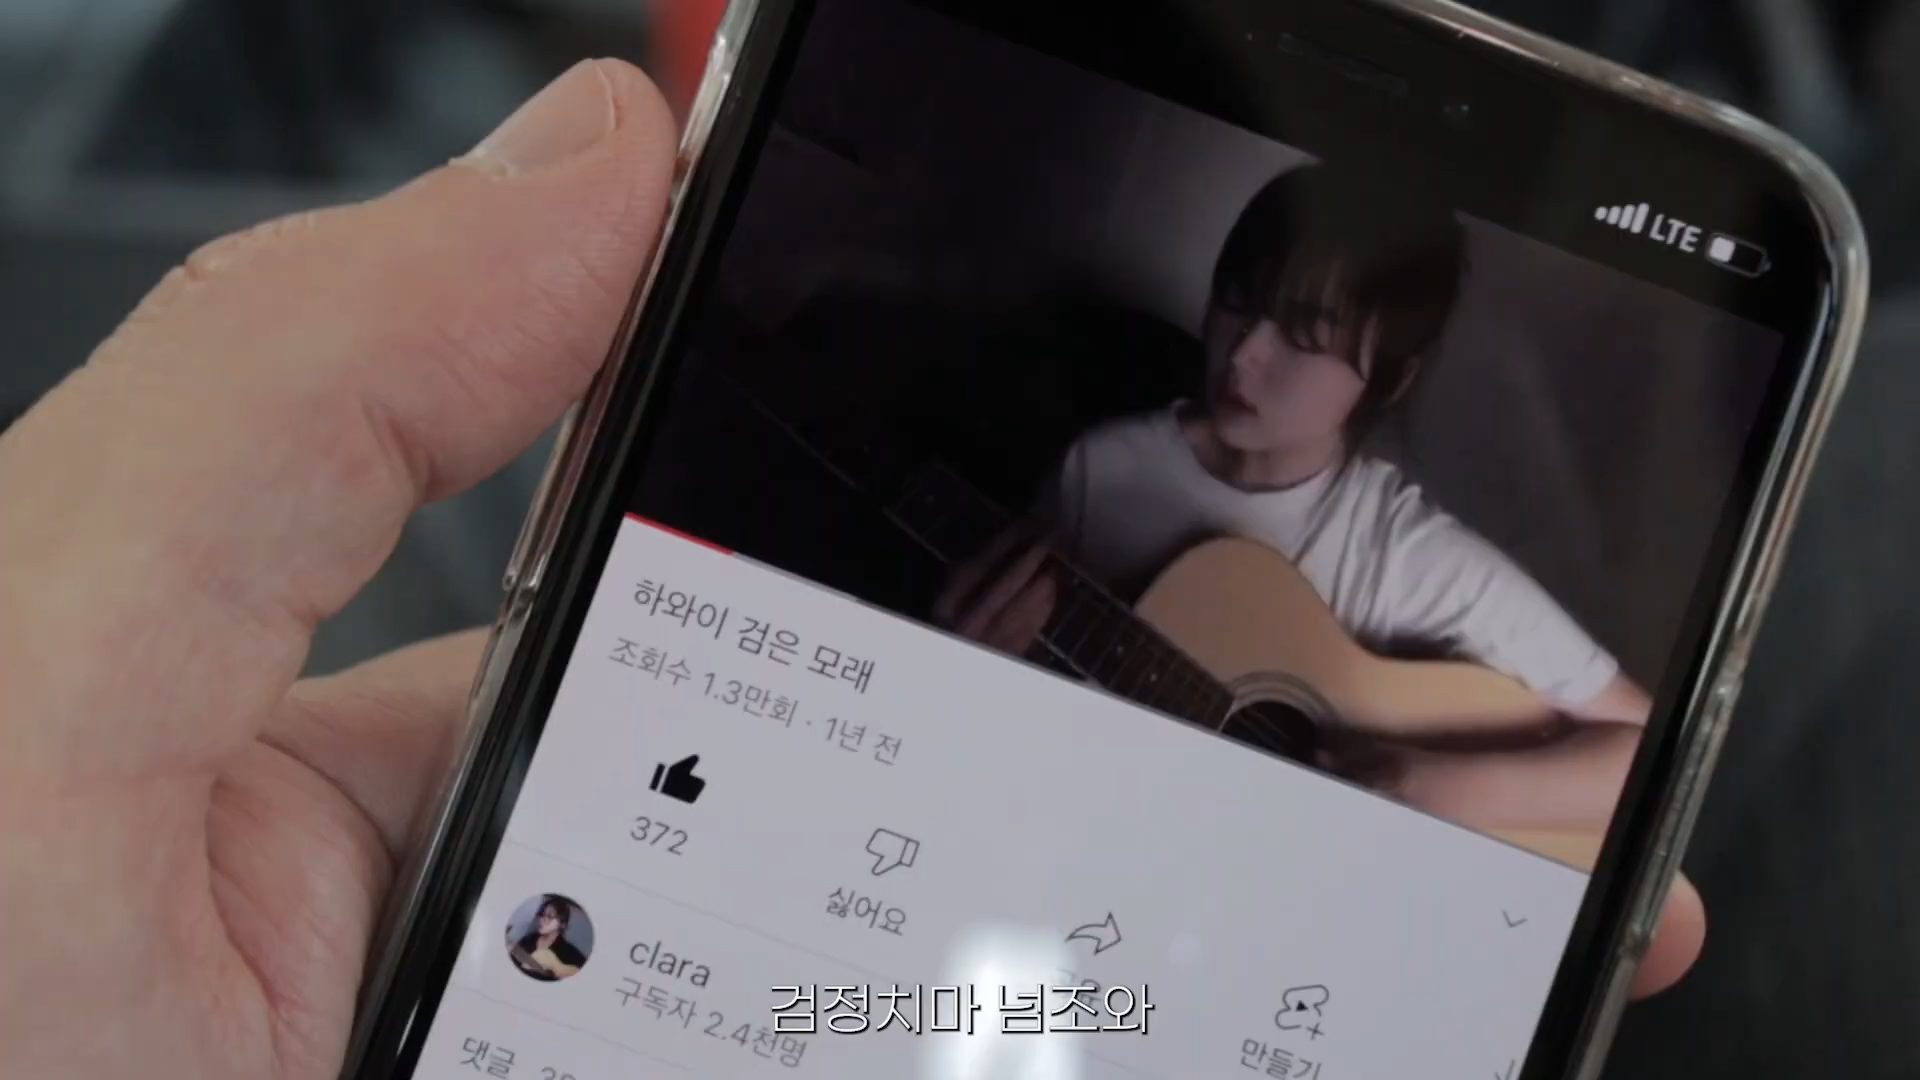 LTE
하와이 검은 모래
조회수 1.3만회 · 1년 전
372
싫어요
만들기
clara
구독자 2.4천명
댓글
검정치마 넘조와